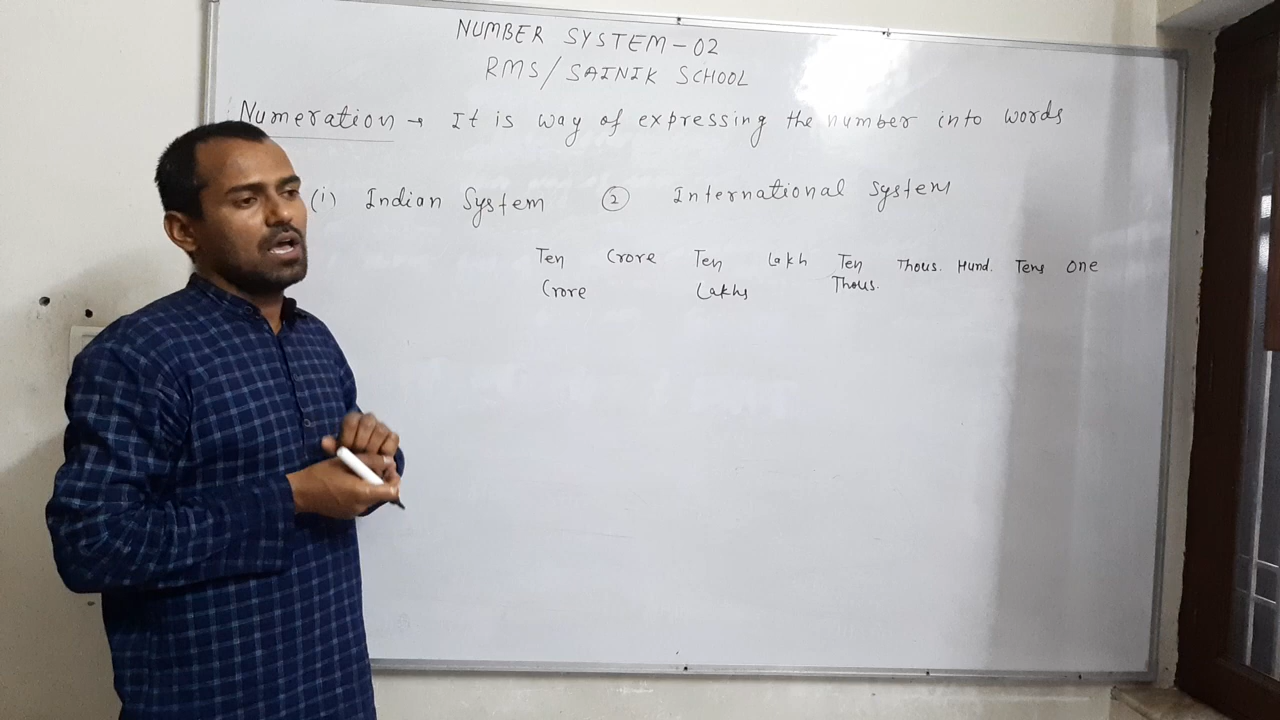 NUMBER SYSTEM-02
RMS/SAINIK SCHOOL
Numeration → It is way of expressing the number into words
(i) Indian System ② International System
Ten Crore Ten Lakh Ten Thous. Hund. Tens One
Crore Lakhs Thous.